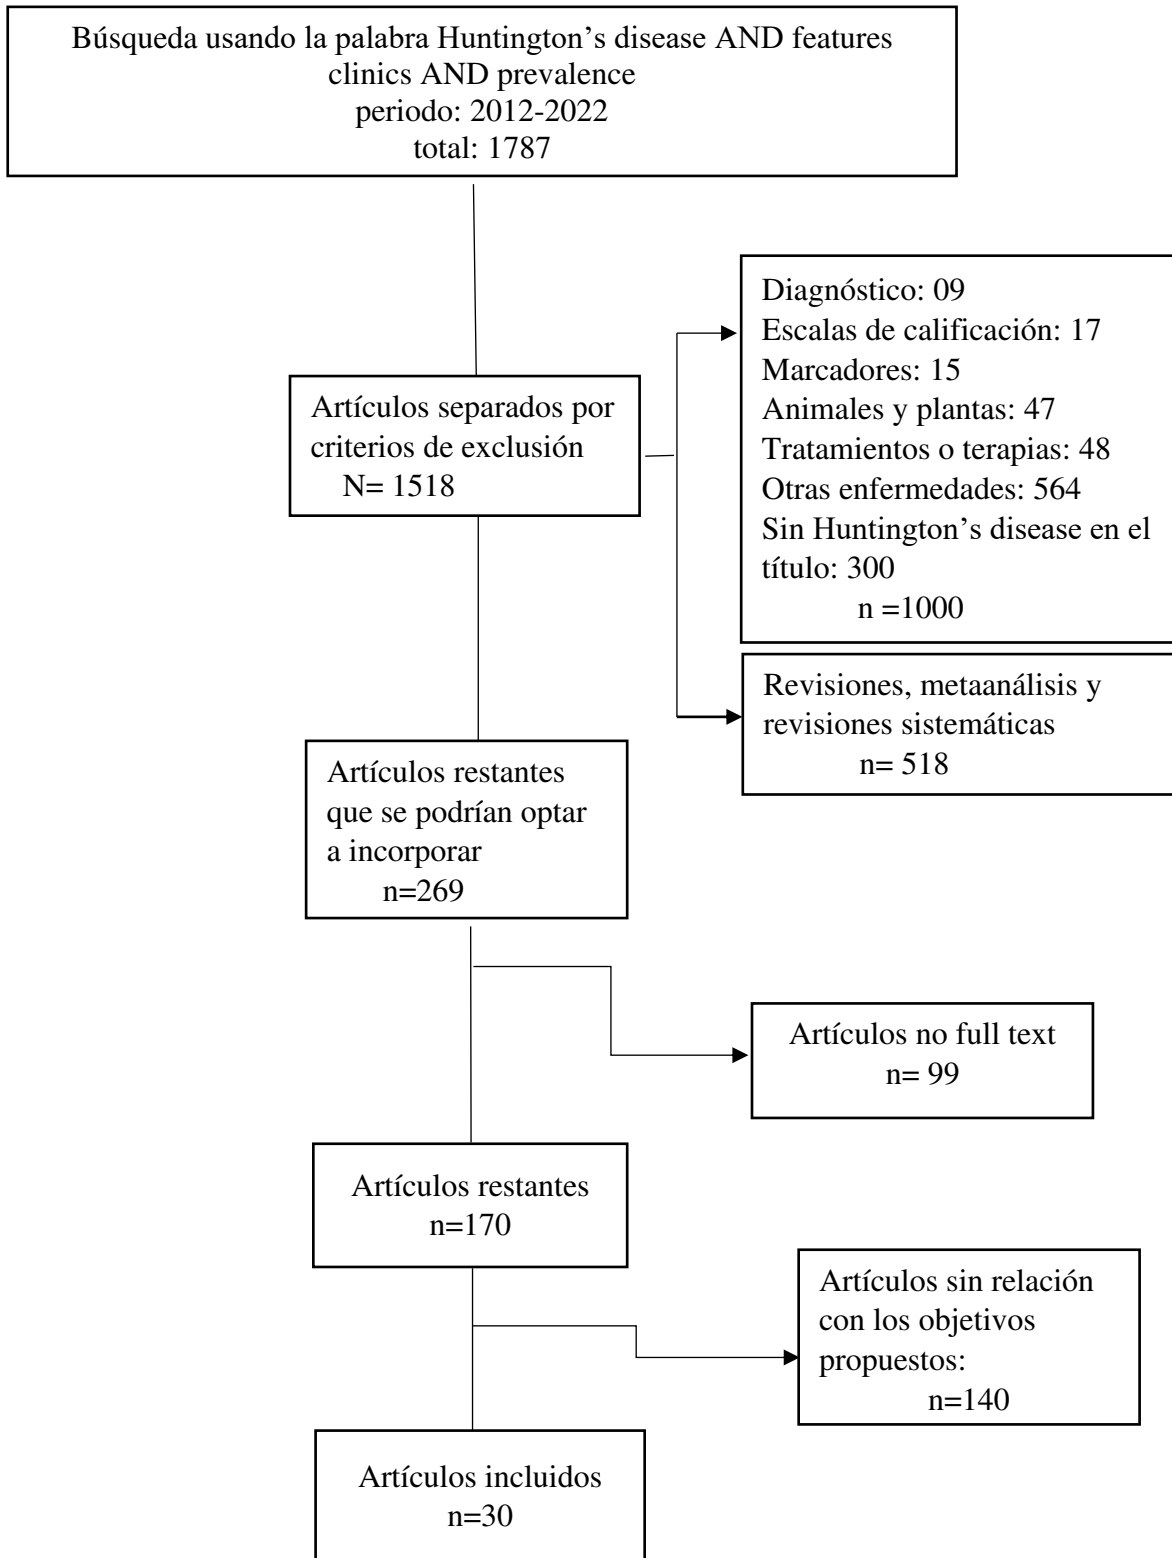 Búsqueda usando la palabra Huntington’s disease AND features
clinics AND prevalence
periodo: 2012-2022
total: 1787
Diagnóstico: 09
Escalas de calificación: 17
Marcadores: 15
Animales y plantas: 47
Tratamientos o terapias: 48
Otras enfermedades: 564
Sin Huntington’s disease en el
título: 300
n =1000
Artículos separados por
criterios de exclusión
N= 1518
Revisiones, metaanálisis y
revisiones sistemáticas
n= 518
Artículos restantes
que se podrían optar
a incorporar
n=269
Artículos no full text
n= 99
Artículos restantes
n=170
Artículos sin relación
con los objetivos
propuestos:
n=140
Artículos incluidos
n=30